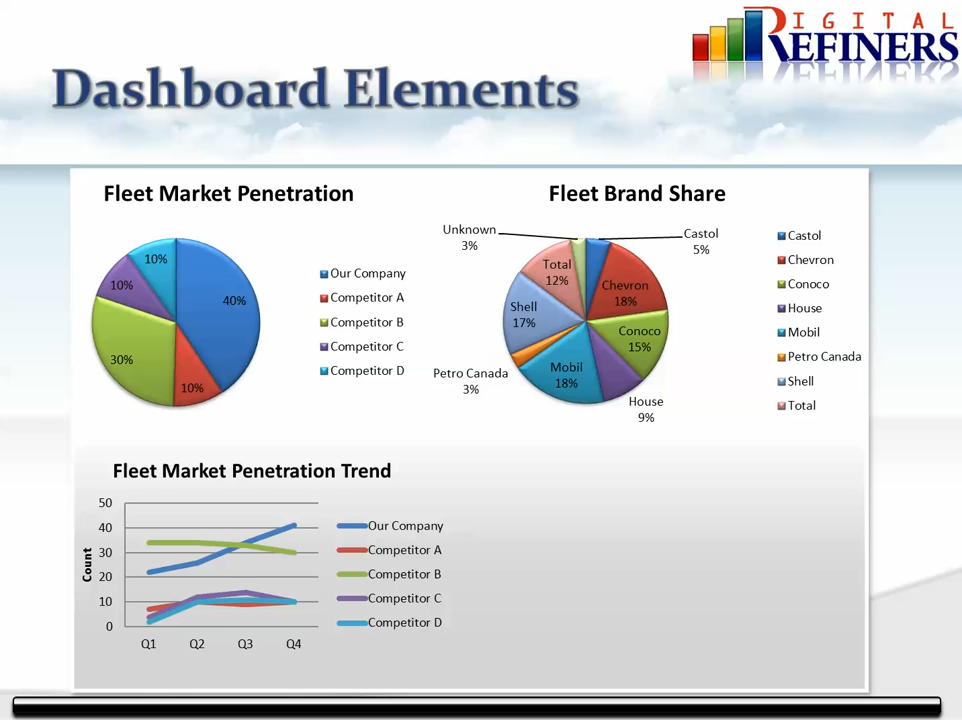 DIGITAL
REFINERS
Dashboard Elements
Fleet Market Penetration
40%
10%
30%
10%
10%
Our Company
Competitor A
Competitor B
Competitor C
Competitor D
Fleet Brand Share
Unknown
3%
Castol
5%
Total
12%
Chevron
18%
Shell
17%
Conoco
15%
Petro Canada
3%
Mobil
18%
House
9%
Castol
Chevron
Conoco
House
Mobil
Petro Canada
Shell
Total
Fleet Market Penetration Trend
Count
50
40
30
20
10
0
Q1 Q2 Q3 Q4
Our Company
Competitor A
Competitor B
Competitor C
Competitor D